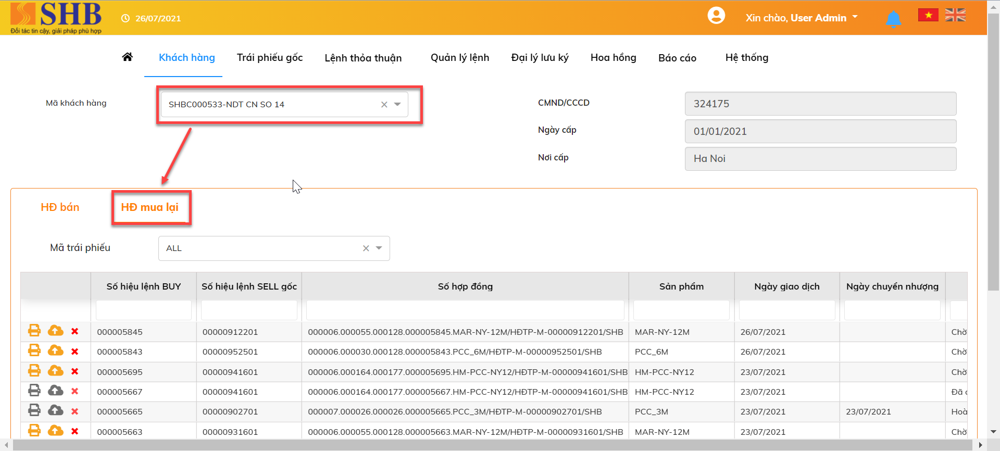 SHB
Đối tác tin cậy, giải pháp phù hợp
26/07/2021
Xin chào, User Admin
Khách hàng Trái phiếu gốc Lệnh thỏa thuận Quản lý lệnh Đại lý lưu ký Hoa hồng Báo cáo Hệ thống
Mã khách hàng SHBC000533-NDT CN SO 14
CMND/CCCD 324175
Ngày cấp 01/01/2021
Nơi cấp Ha Noi
HĐ bán HĐ mua lại
Mã trái phiếu ALL
Số hiệu lệnh BUY Số hiệu lệnh SELL gốc Số hợp đồng Sản phẩm Ngày giao dịch Ngày chuyển nhượng
000005845 00000912201 000006.000055.000128.000005845.MAR-NY-12M/HĐTP-M-00000912201/SHB MAR-NY-12M 26/07/2021 Chờ
000005843 00000952501 000006.000030.000128.000005843.PCC_6M/HĐTP-M-00000952501/SHB PCC_6M 26/07/2021 Chờ
000005695 00000941601 000006.000164.000177.000005695.HM-PCC-NY12/HĐTP-M-00000941601/SHB HM-PCC-NY12 23/07/2021 Chờ
000005667 00000941601 000006.000164.000177.000005667.HM-PCC-NY12/HĐTP-M-00000941601/SHB HM-PCC-NY12 23/07/2021 Đã
000005665 00000902701 000007.000026.000026.000005665.PCC_3M/HĐTP-M-00000902701/SHB PCC_3M 23/07/2021 23/07/2021 Hoà
000005663 00000931601 000006.000055.000128.000005663.MAR-NY-12M/HĐTP-M-00000931601/SHB MAR-NY-12M 23/07/2021 Chờ